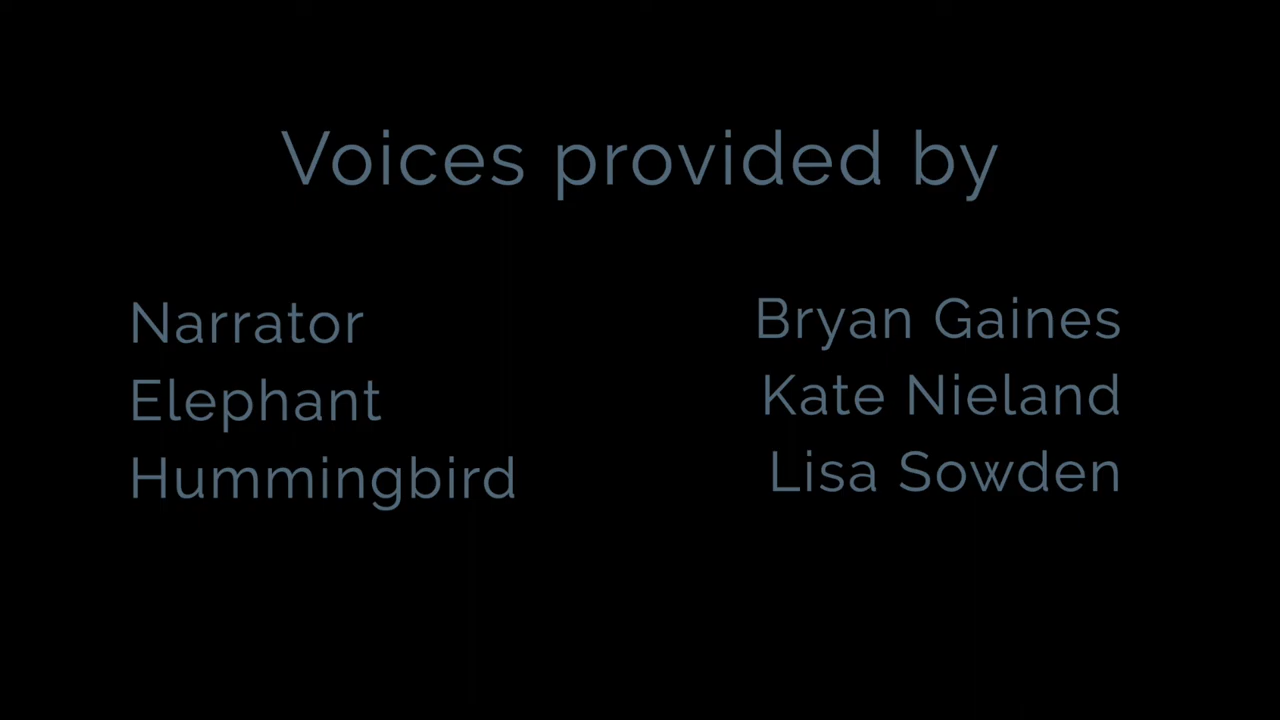 Voices provided by
Narrator Bryan Gaines
Elephant Kate Nieland
Hummingbird Lisa Sowden